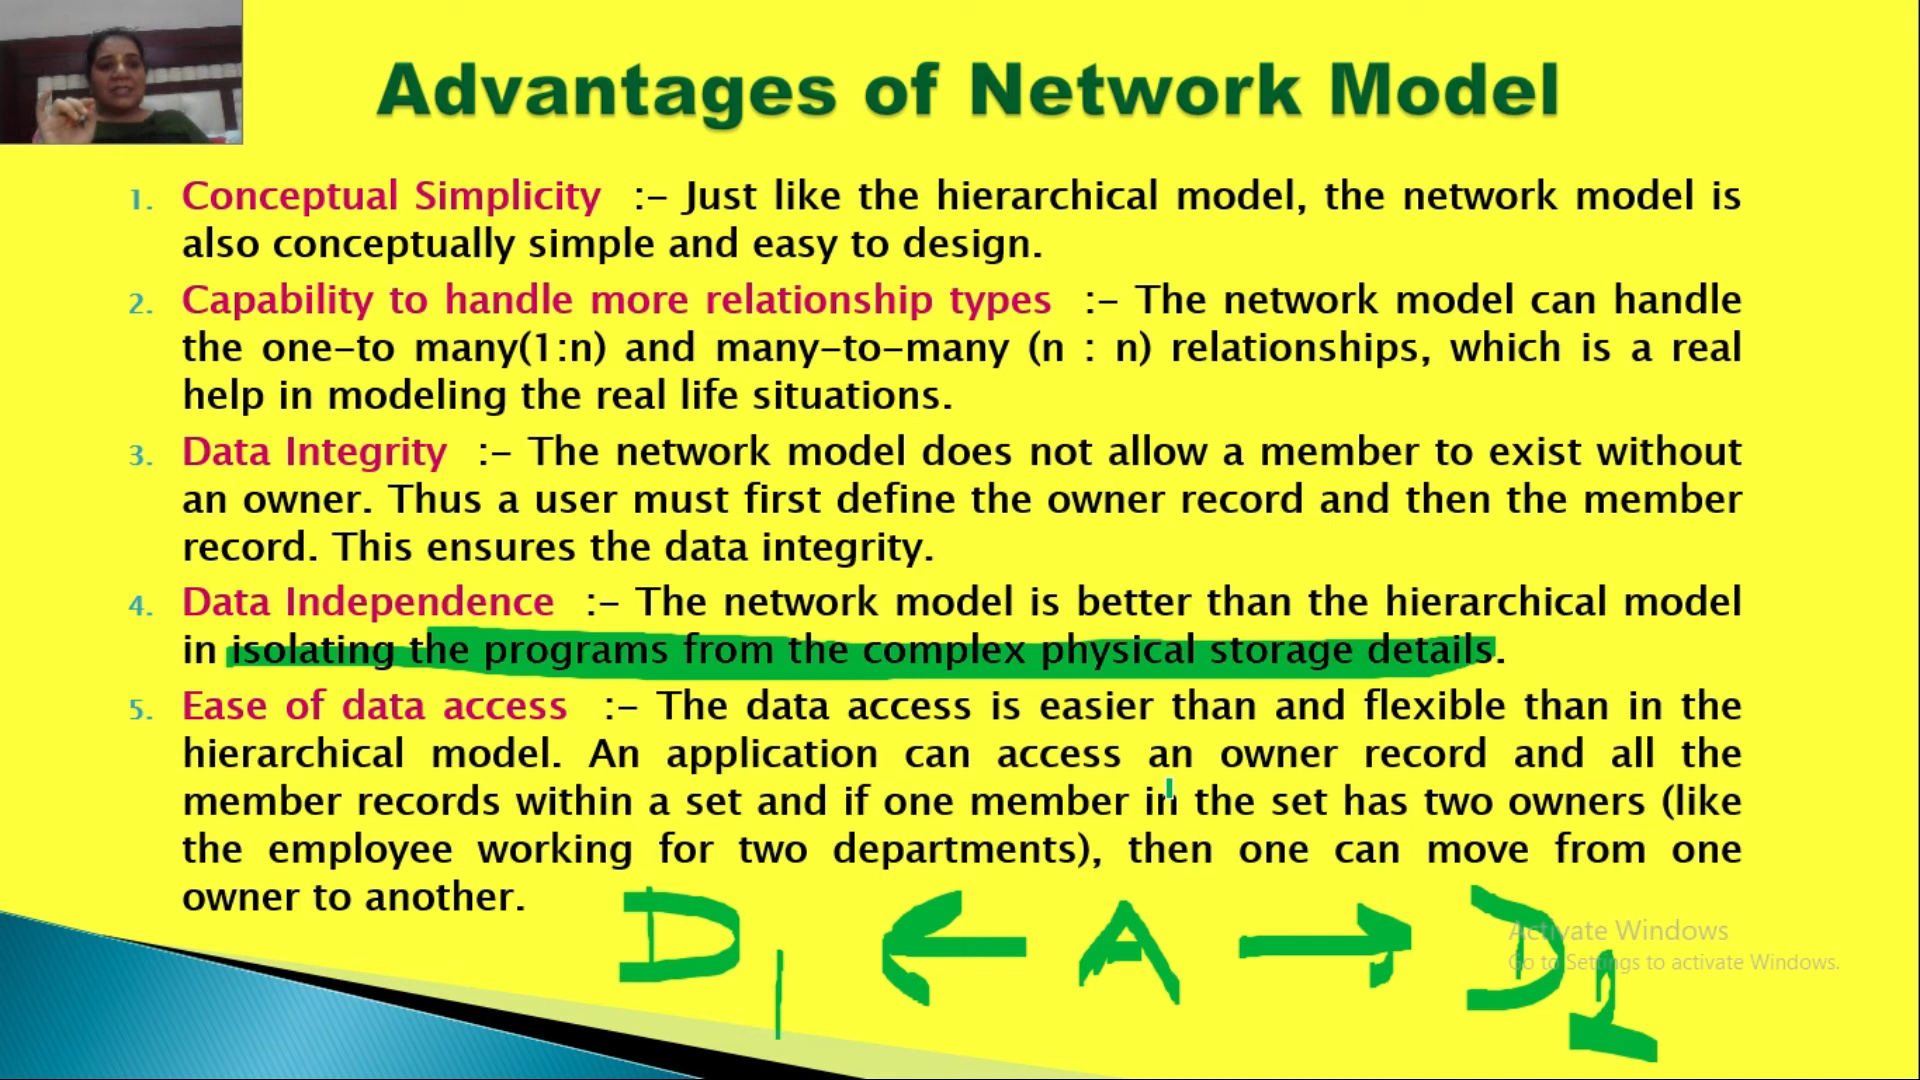 Advantages of Network Model
1. Conceptual Simplicity :- Just like the hierarchical model, the network model is
also conceptually simple and easy to design.
2. Capability to handle more relationship types :- The network model can handle
the one-to many(1:n) and many-to-many (n : n) relationships, which is a real
help in modeling the real life situations.
3. Data Integrity :- The network model does not allow a member to exist without
an owner. Thus a user must first define the owner record and then the member
record. This ensures the data integrity.
4. Data Independence :- The network model is better than the hierarchical model
in isolating the programs from the complex physical storage details.
5. Ease of data access :- The data access is easier than and flexible than in the
hierarchical model. An application can access an owner record and all the
member records within a set and if one member in the set has two owners (like
the employee working for two departments), then one can move from one
owner to another.
D1 ← A → D2
Activate Windows
Go to Settings to activate Windows.